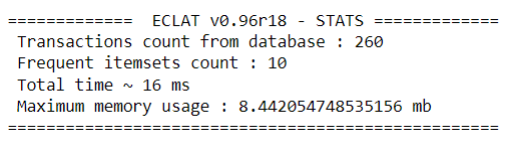 ============= ECLAT v0.96r18 - STATS =============
Transactions count from database : 260
Frequent itemsets count : 10
Total time ~ 16 ms
Maximum memory usage : 8.442054748535156 mb
===================================================